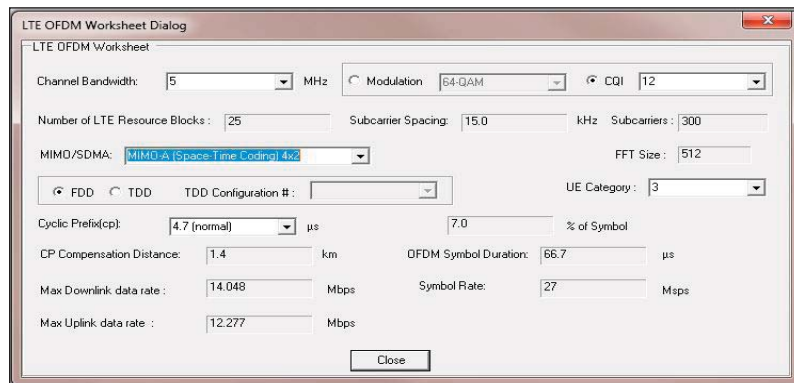 LTE OFDM Worksheet Dialog
LTE OFDM Worksheet
Channel Bandwidth: 5 MHz Modulation 64-QAM CQI 12
Number of LTE Resource Blocks : 25 Subcarrier Spacing: 15.0 kHz Subcarriers : 300
MIMO/SDMA: MIMO-A (Space-Time Coding) 4x2 FFT Size : 512
FDD TDD TDD Configuration # : UE Category : 3
Cyclic Prefix(cp): 4.7 (normal) µs 7.0 % of Symbol
CP Compensation Distance: 1.4 km OFDM Symbol Duration: 66.7 µs
Max Downlink data rate : 14.048 Mbps Symbol Rate: 27 Msps
Max Uplink data rate : 12.277 Mbps
Close